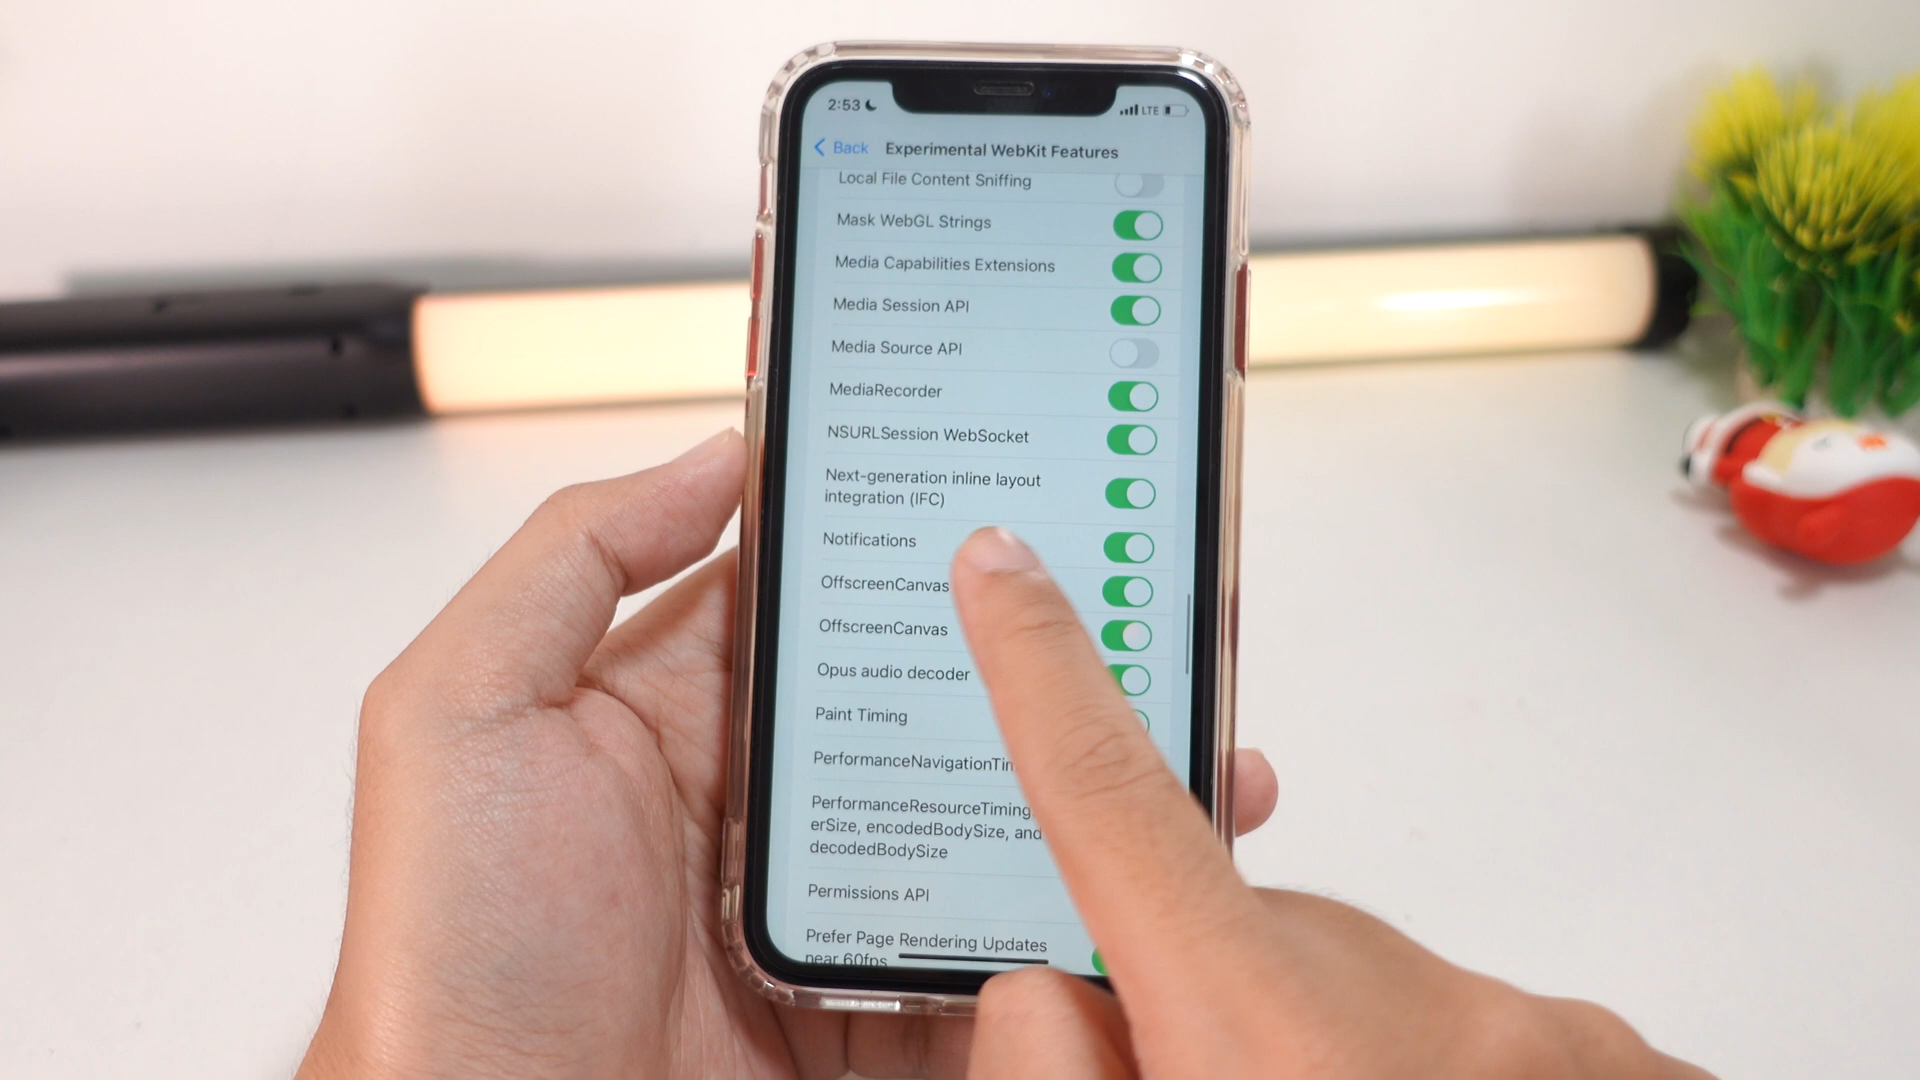 2:53
LTE
Back
Experimental WebKit Features
Local File Content Sniffing
Mask WebGL Strings
Media Capabilities Extensions
Media Session API
Media Source API
MediaRecorder
NSURLSession WebSocket
Next-generation inline layout
integration (IFC)
Notifications
OffscreenCanvas
OffscreenCanvas
Opus audio decoder
Paint Timing
PerformanceNavigationTim
PerformanceResourceTiming
erSize, encodedBodySize, and
decodedBodySize
Permissions API
Prefer Page Rendering Updates
near 60fps